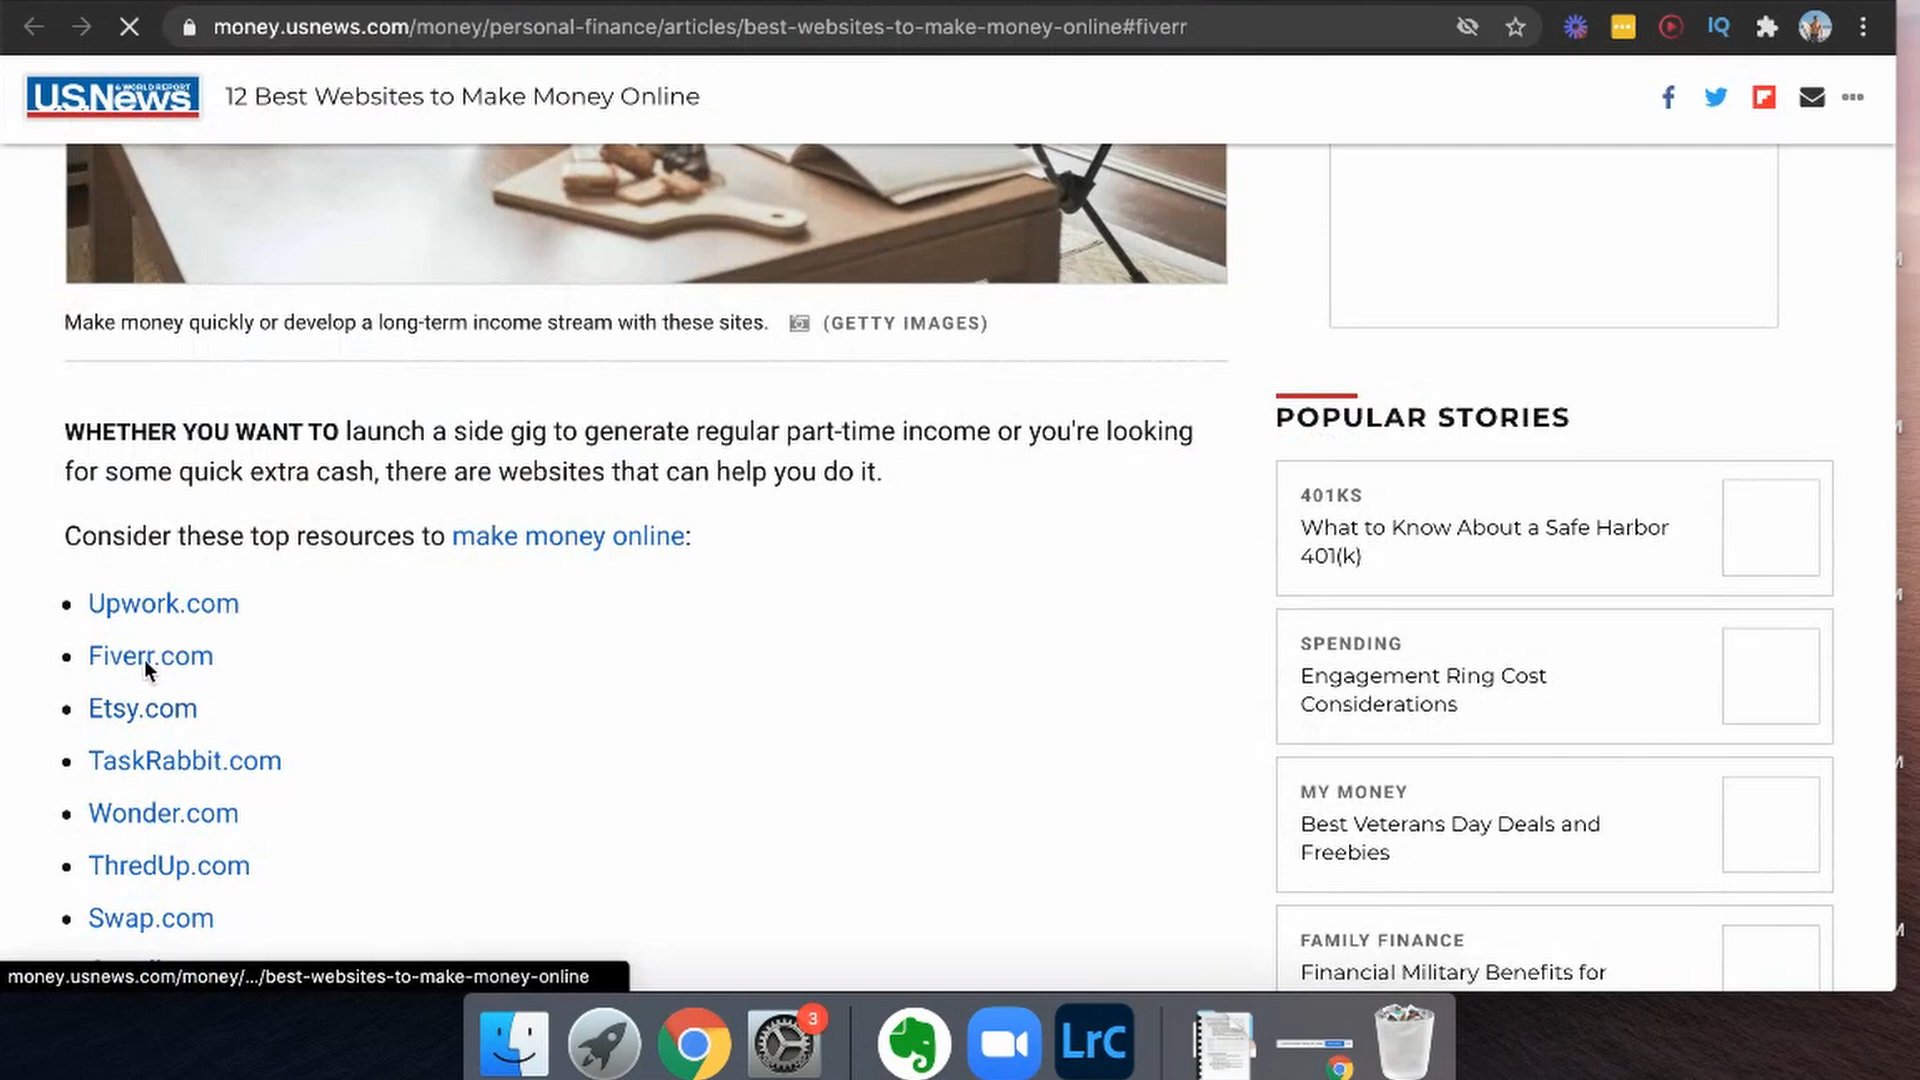 money.usnews.com/money/personal-finance/articles/best-websites-to-make-money-online#fiverr
IQ
U.S.News & WORLD REPORT
12 Best Websites to Make Money Online
Make money quickly or develop a long-term income stream with these sites. (GETTY IMAGES)
WHETHER YOU WANT TO launch a side gig to generate regular part-time income or you're looking
for some quick extra cash, there are websites that can help you do it.
Consider these top resources to make money online:
Upwork.com
Fiverr.com
Etsy.com
TaskRabbit.com
Wonder.com
ThredUp.com
Swap.com
POPULAR STORIES
401KS
What to Know About a Safe Harbor
401(k)
SPENDING
Engagement Ring Cost
Considerations
MY MONEY
Best Veterans Day Deals and
Freebies
FAMILY FINANCE
Financial Military Benefits for
money.usnews.com/money/.../best-websites-to-make-money-online
3
LrC